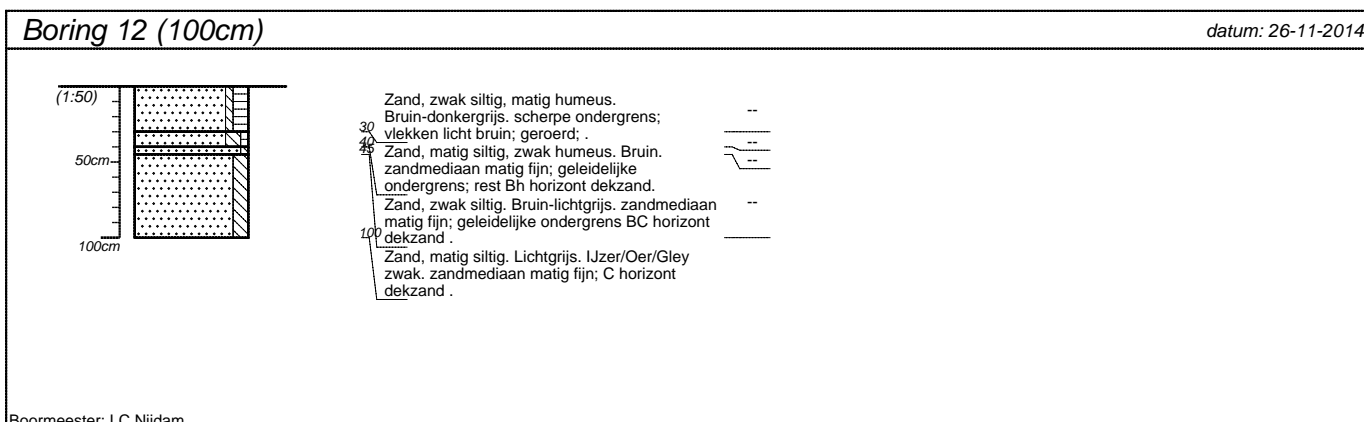 Boring 12 (100cm)
datum: 26-11-2014
(1:50)
50cm
100cm
30
40
45
100
Zand, zwak siltig, matig humeus.
Bruin-donkergrijs. scherpe ondergrens;
vlekken licht bruin; geroerd; .
Zand, matig siltig, zwak humeus. Bruin.
zandmediaan matig fijn; geleidelijke
ondergrens; rest Bh horizont dekzand.
Zand, zwak siltig. Bruin-lichtgrijs. zandmediaan
matig fijn; geleidelijke ondergrens BC horizont
dekzand .
Zand, matig siltig. Lichtgrijs. IJzer/Oer/Gley
zwak. zandmediaan matig fijn; C horizont
dekzand .
--
--
--
--
Boormeester: LC Nijdam